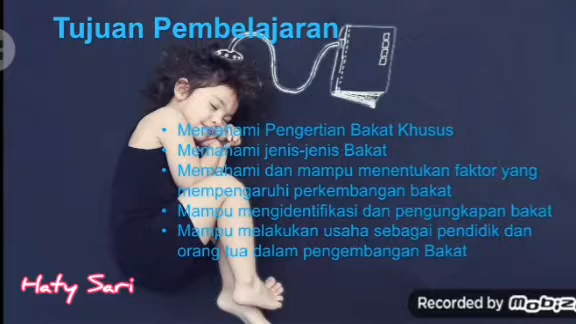 Tujuan Pembelajaran
• Memahami Pengertian Bakat Khusus
Memahami jenis-jenis Bakat
• Memahami dan mampu menentukan faktor yang
mempengaruhi perkembangan bakat
• Mampu mengidentifikasi dan pengungkapan bakat
• Mampu melakukan usaha sebagai pendidik dan
orang tua dalam pengembangan Bakat
Haty Sari
Recorded by